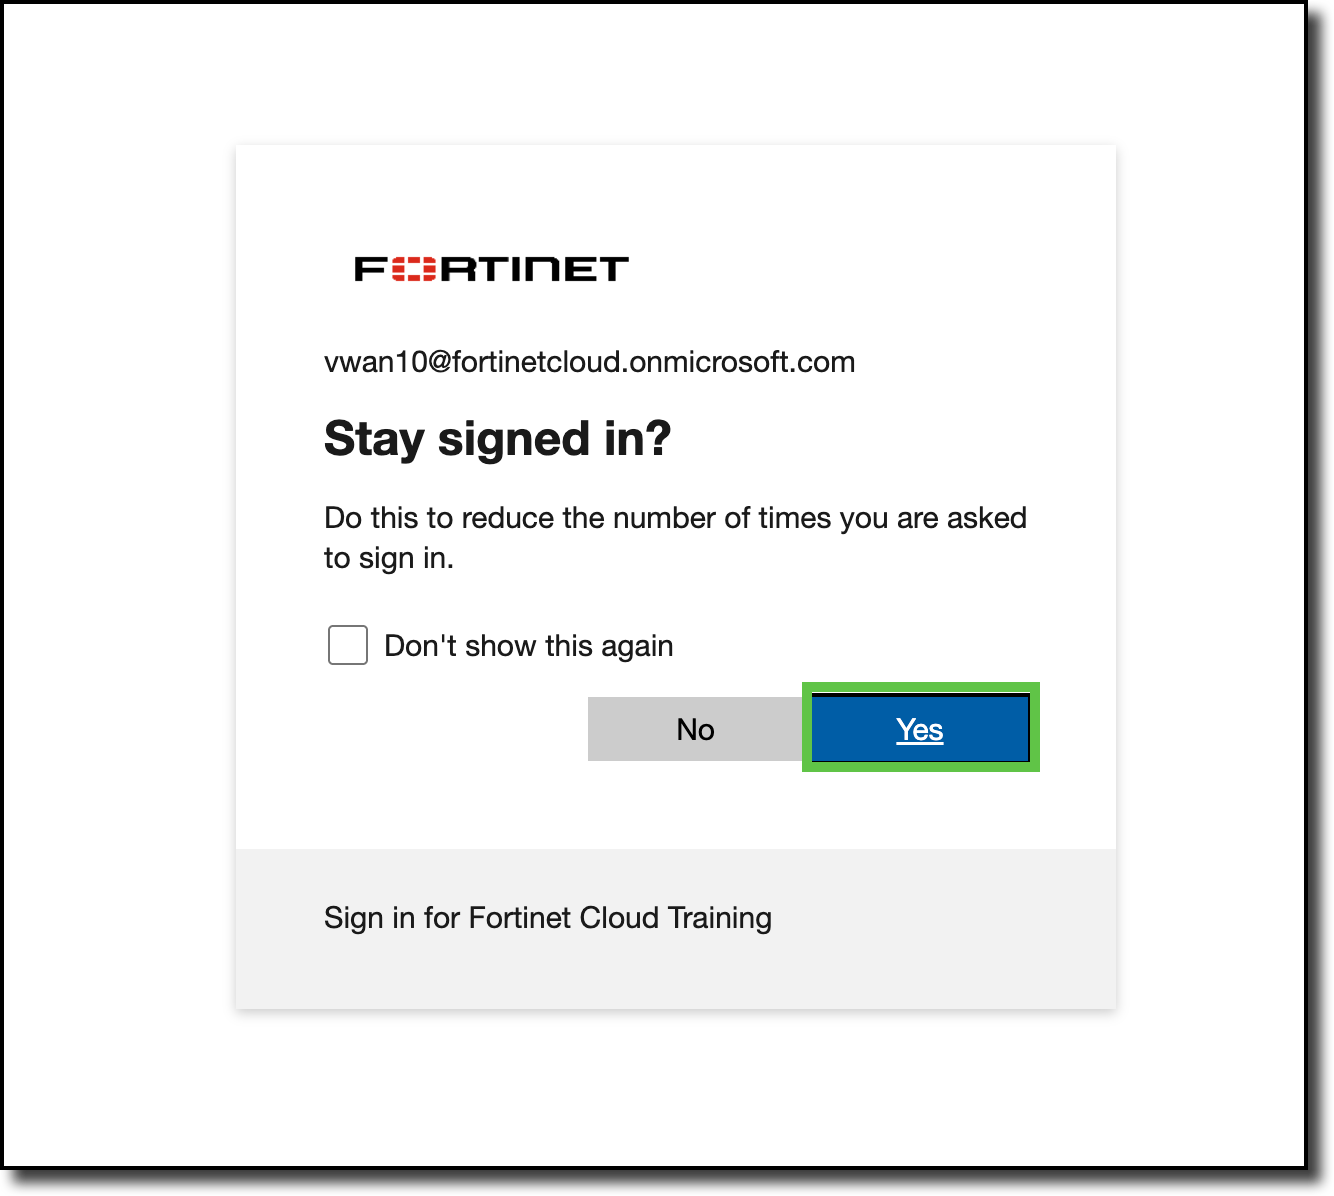 FORTINET
vwan10@fortinetcloud.onmicrosoft.com
Stay signed in?
Do this to reduce the number of times you are asked
to sign in.
Don't show this again
No
Yes
Sign in for Fortinet Cloud Training